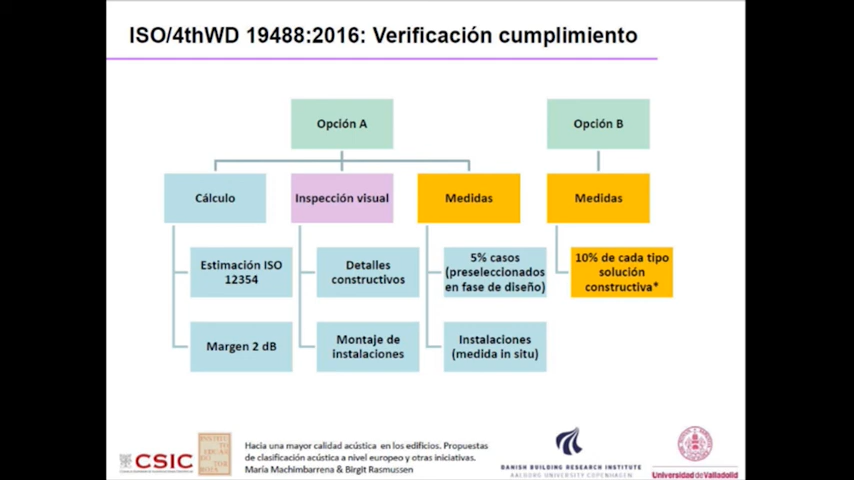 ISO/4thWD 19488:2016: Verificación cumplimiento
Opción A
Opción B
Cálculo
Inspección visual
Medidas
Medidas
Estimación ISO
12354
Detalles
constructivos
5% casos
(preseleccionados
en fase de diseño)
10% de cada tipo
solución
constructiva*
Margen 2 dB
Montaje de
instalaciones
Instalaciones
(medida in situ)
CSIC
Hacia una mayor calidad acústica en los edificios. Propuestas
de clasificación acústica a nivel europeo y otras iniciativas.
María Machimbarrena & Birgit Rasmussen
DANISH BUILDING RESEARCH INSTITUTE
AALBORG UNIVERSITY COPENHAGEN
Universidad de Valladolid